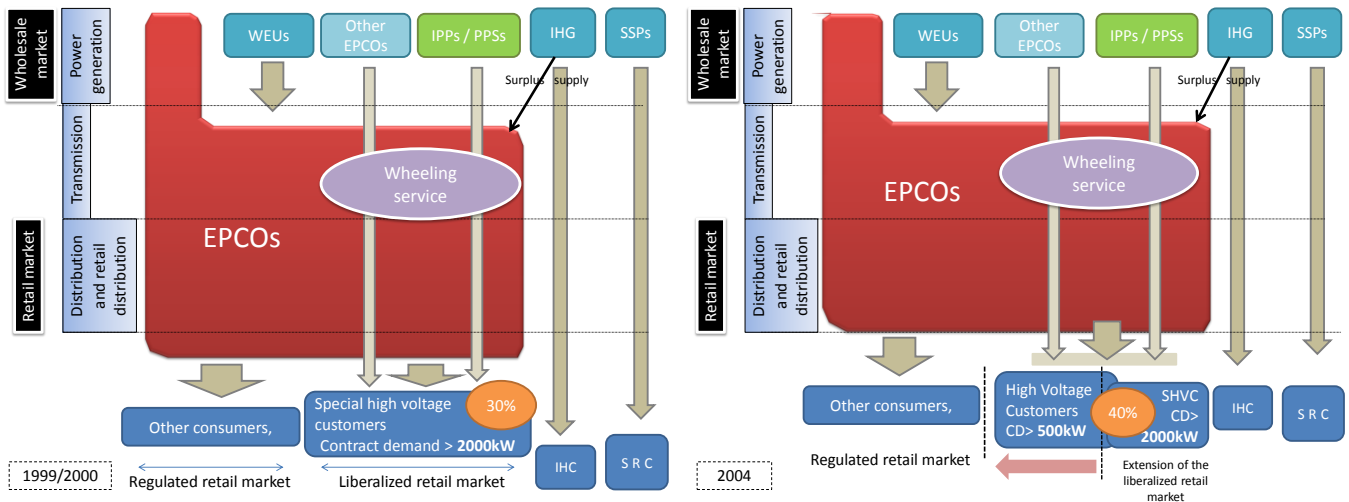 Wholesale
market
Power
generation
Transmission
Retail market
Distribution
and retail
distribution
WEUs
Other
EPCOs
IPPs / PPSs
IHG
SSPs
Surplus supply
Wheeling
service
EPCOs
Other consumers,
Special high voltage
customers
Contract demand > 2000kW
30%
IHC
S R C
1999/2000
Regulated retail market
Liberalized retail market
Wholesale
market
Power
generation
Transmission
Retail market
Distribution
and retail
distribution
WEUs
Other
EPCOs
IPPs / PPSs
IHG
SSPs
Surplus supply
Wheeling
service
EPCOs
Other consumers,
High Voltage
Customers
CD> 500kW
40%
SHVC
CD>
2000kW
IHC
S R C
2004
Regulated retail market
Extension of the
liberalized retail
market